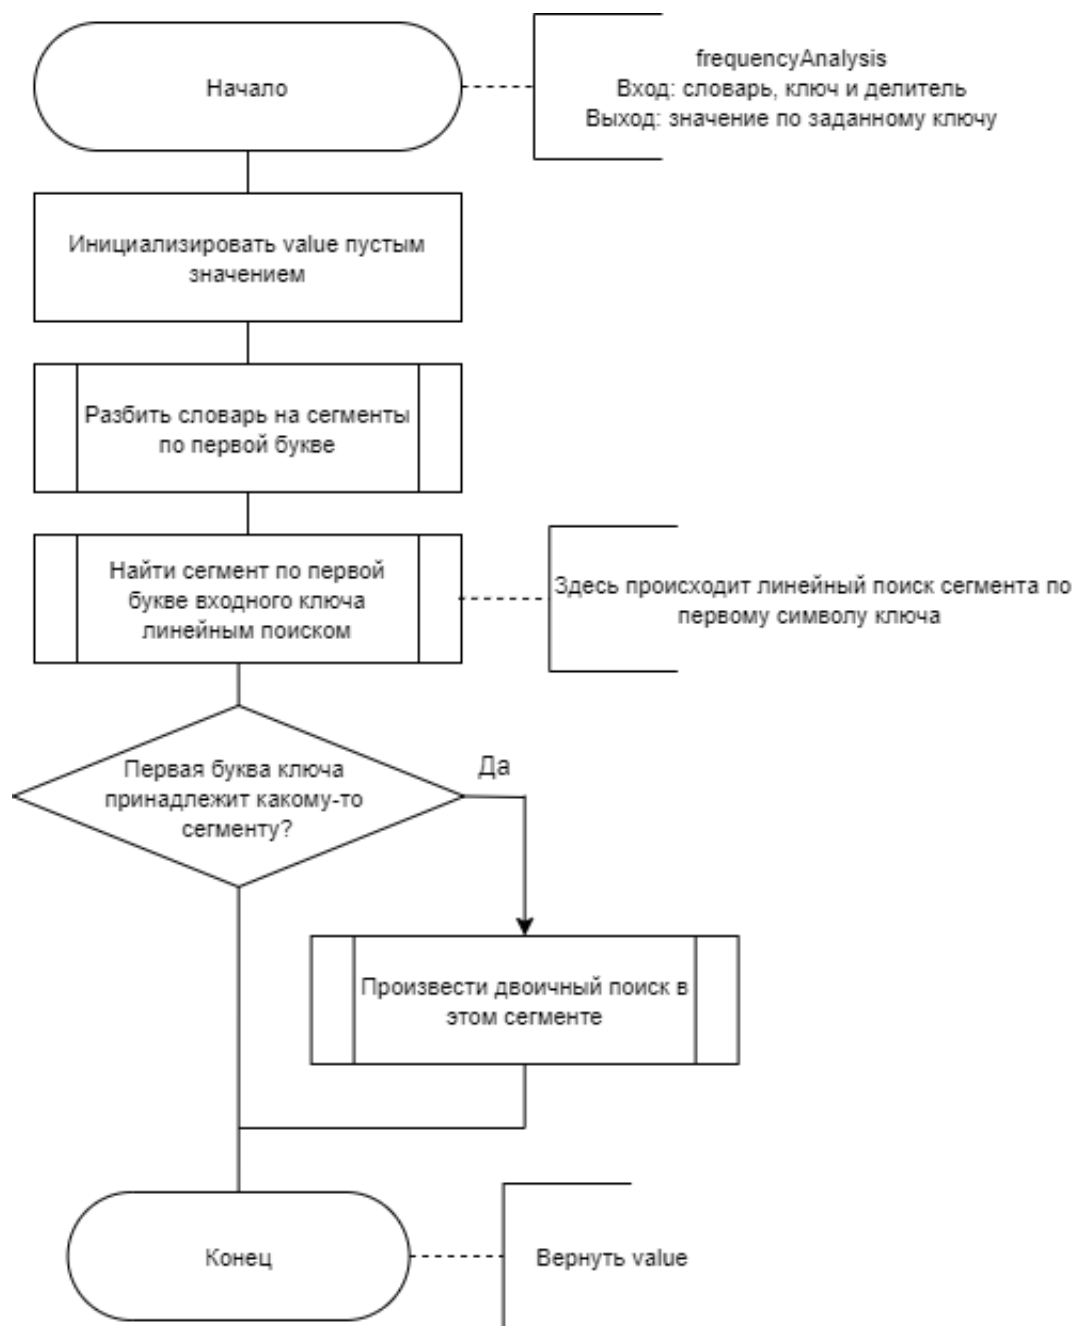 Начало
frequencyAnalysis
Вход: словарь, ключ и делитель
Выход: значение по заданному ключу
Инициализировать value пустым
значением
Разбить словарь на сегменты
по первой букве
Найти сегмент по первой
букве входного ключа
линейным поиском
Здесь происходит линейный поиск сегмента по
первому символу ключа
Первая буква ключа
принадлежит какому-то
сегменту?
Да
Произвести двоичный поиск в
этом сегменте
Конец
Вернуть value